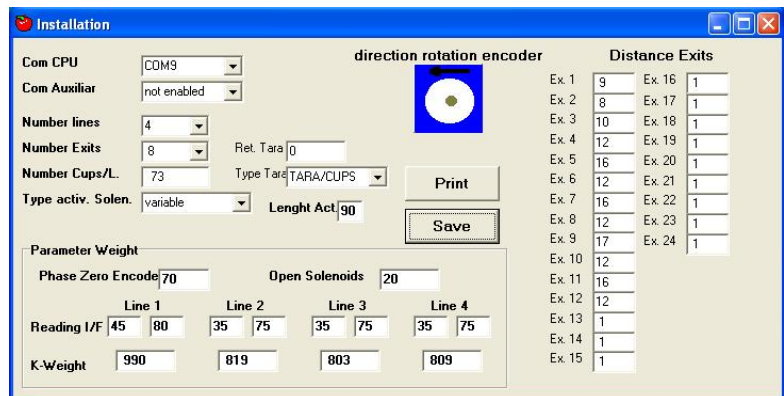 Installation
Com CPU COM9
Com Auxiliar not enabled
Number lines 4
Number Exits 8 Ret. Tara 0
Number Cups/L. 73 Type Tara TARA/CUPS
Type activ. Solen. variable Lenght Act. 90
direction rotation encoder
Print
Save
Distance Exits
Ex. 1 9 Ex. 16 1
Ex. 2 8 Ex. 17 1
Ex. 3 10 Ex. 18 1
Ex. 4 12 Ex. 19 1
Ex. 5 16 Ex. 20 1
Ex. 6 12 Ex. 21 1
Ex. 7 16 Ex. 22 1
Ex. 8 12 Ex. 23 1
Ex. 9 17 Ex. 24 1
Ex. 10 12
Ex. 11 16
Ex. 12 12
Ex. 13 1
Ex. 14 1
Ex. 15 1
Parameter Weight
Phase Zero Encode 70 Open Solenoids 20
Line 1 Line 2 Line 3 Line 4
Reading I/F 45 80 35 75 35 75 35 75
K-Weight 990 819 803 809